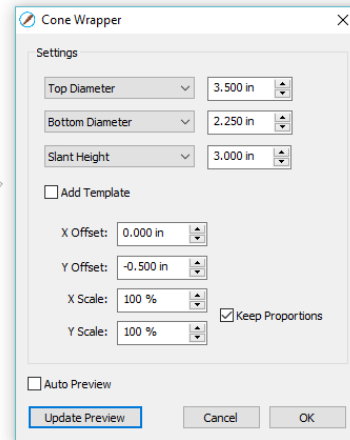 Cone Wrapper
Settings
Top Diameter 3.500 in
Bottom Diameter 2.250 in
Slant Height 3.000 in
Add Template
X Offset: 0.000 in
Y Offset: -0.500 in
X Scale: 100 %
Keep Proportions
Y Scale: 100 %
Auto Preview
Update Preview Cancel OK